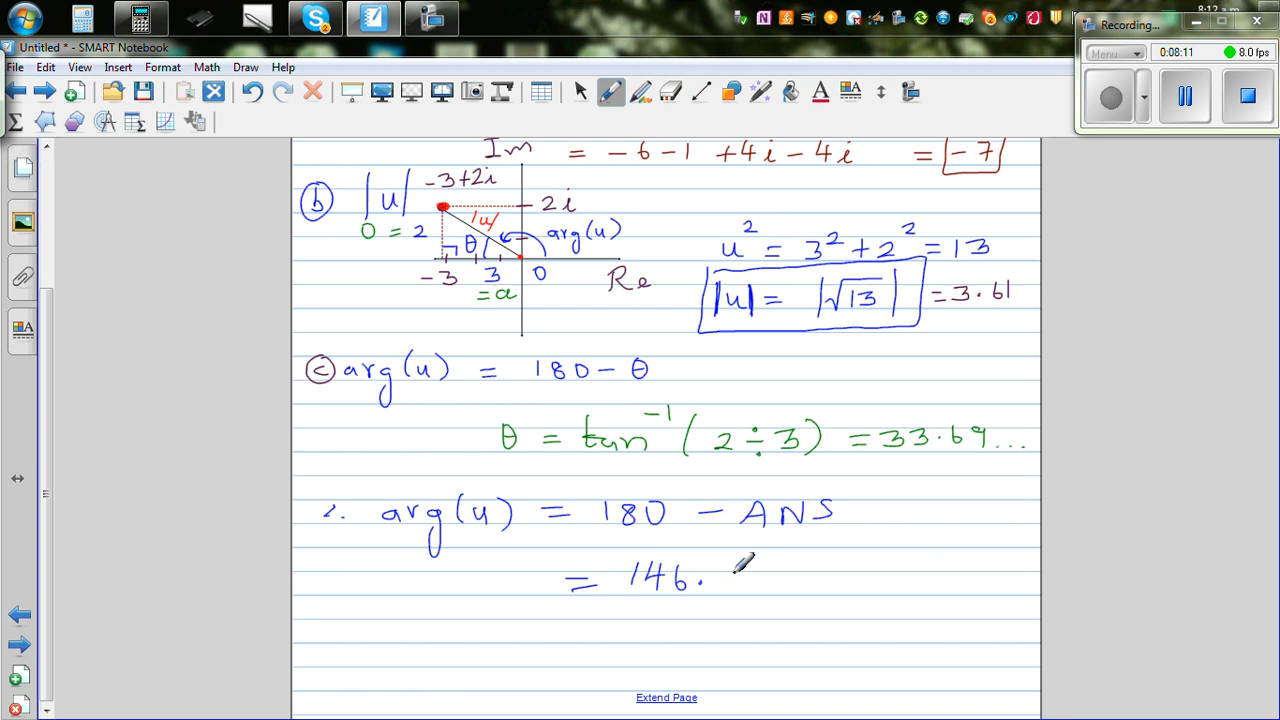 8:12 a.m.
Recording...
Menu
0:08:11
8.0 fps
Untitled * - SMART Notebook
File Edit View Insert Format Math Draw Help
Im = -6-1 +4i-4i = -7
b |u| -3+2i
2i
|u|
O = 2 θ arg(u)
-3 3 0 Re
= a
u² = 3² + 2² = 13
|u| = |√13| = 3.61
c arg(u) = 180 - θ
θ = tan⁻¹(2 ÷ 3) = 33.69...
∴ arg(u) = 180 - ANS
= 146.
Extend Page